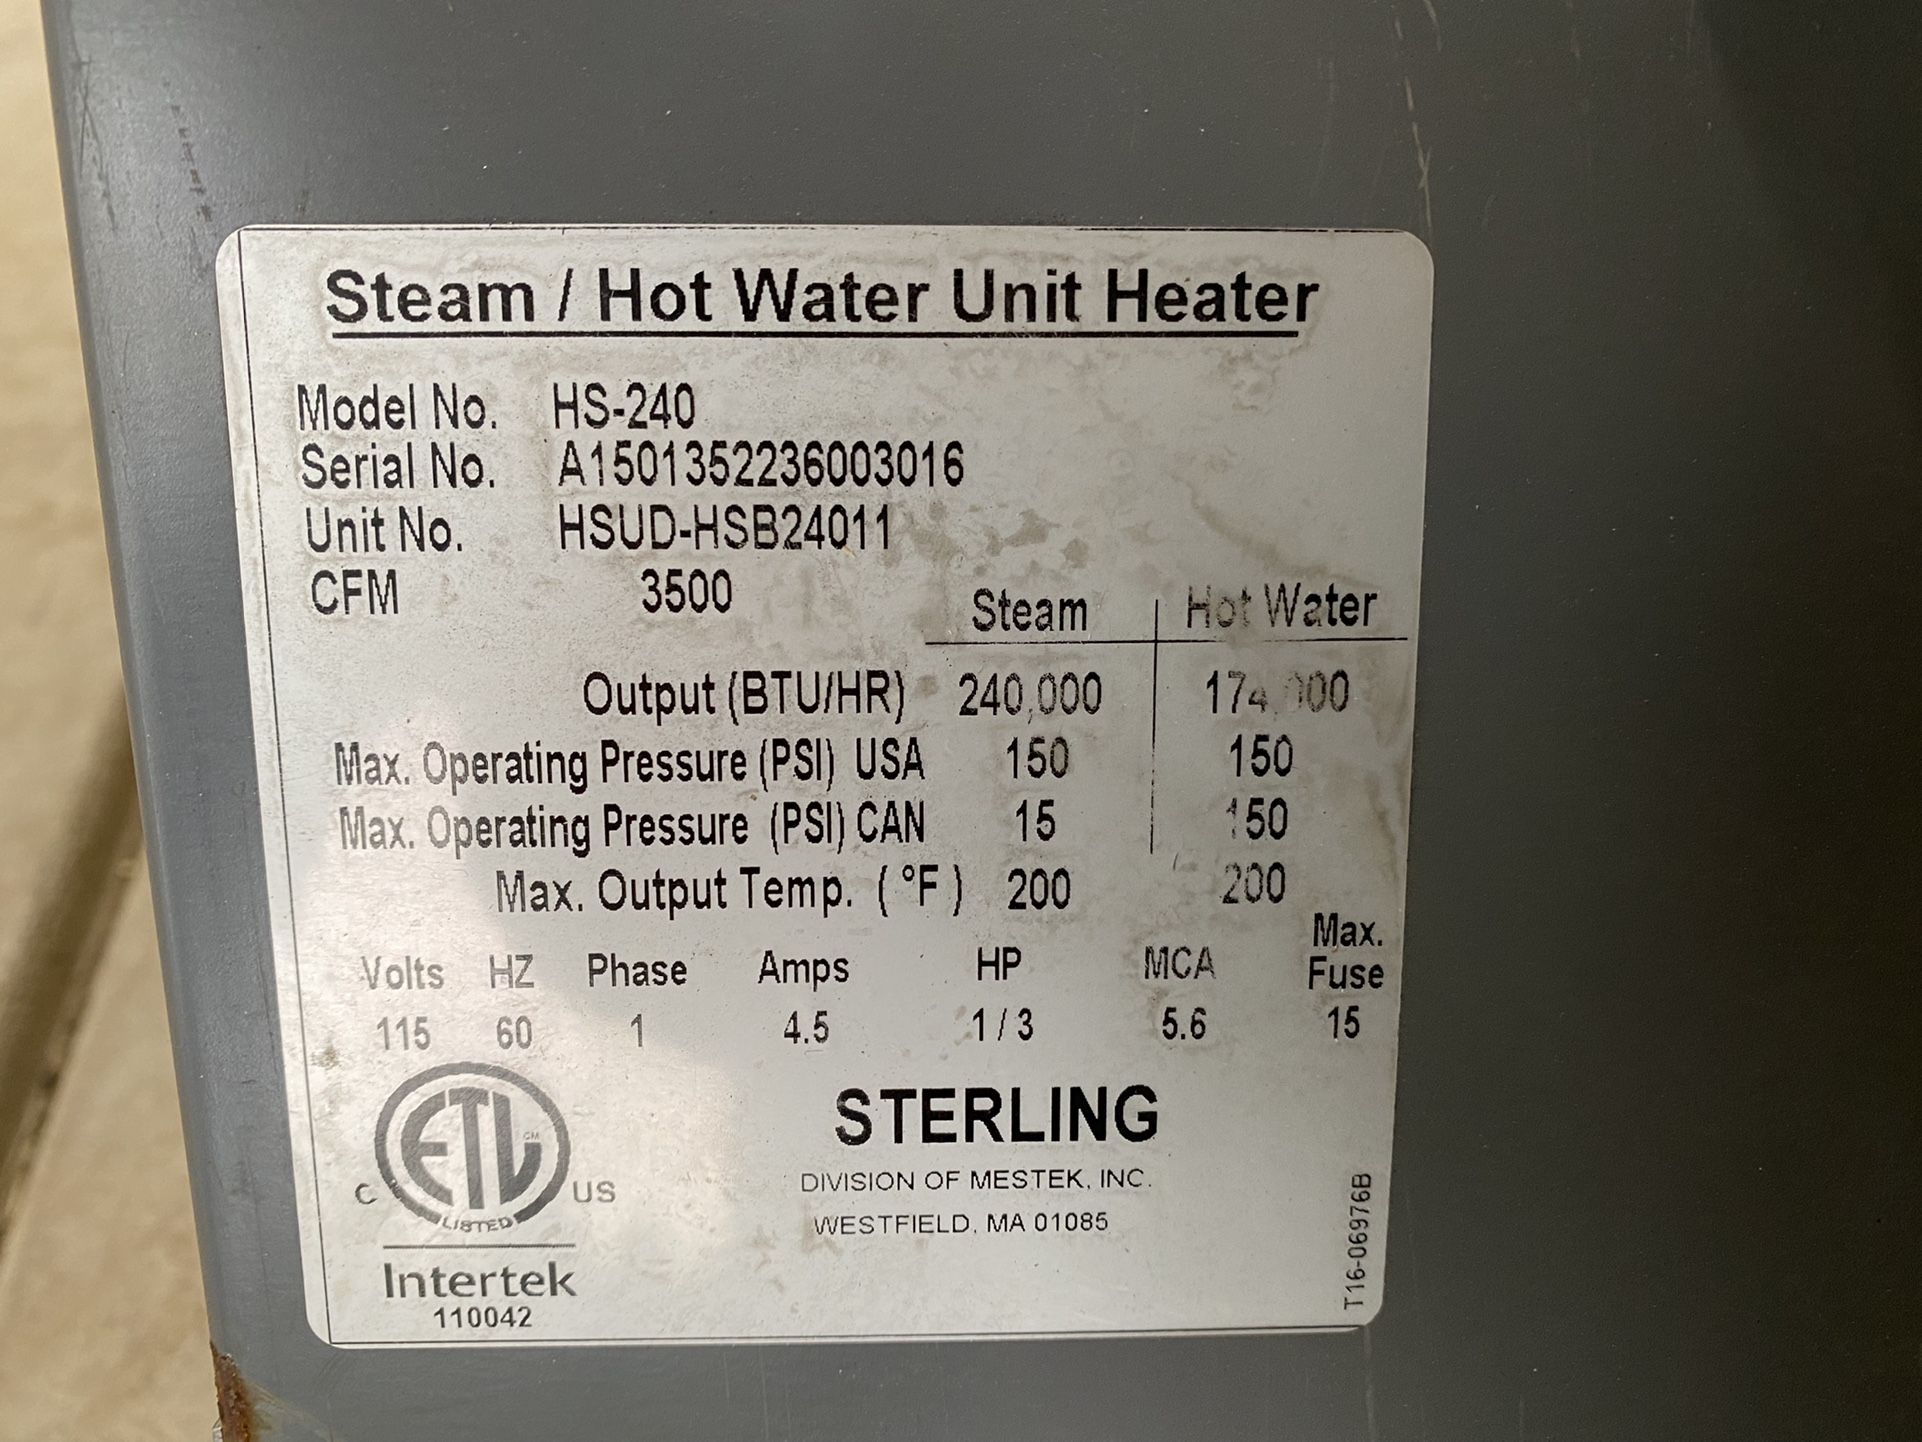 Steam / Hot Water Unit Heater
Model No. HS-240
Serial No. A1501352236003016
Unit No. HSUD-HSB24011
CFM 3500
Steam Hot Water
Output (BTU/HR) 240,000 174,000
Max. Operating Pressure (PSI) USA 150 150
Max. Operating Pressure (PSI) CAN 15 150
Max. Output Temp. ( °F ) 200 200
Volts HZ Phase Amps HP MCA Max. Fuse
115 60 1 4.5 1 / 3 5.6 15
C ETL CM LISTED US
Intertek
110042
STERLING
DIVISION OF MESTEK, INC.
WESTFIELD, MA 01085
T16-06976B